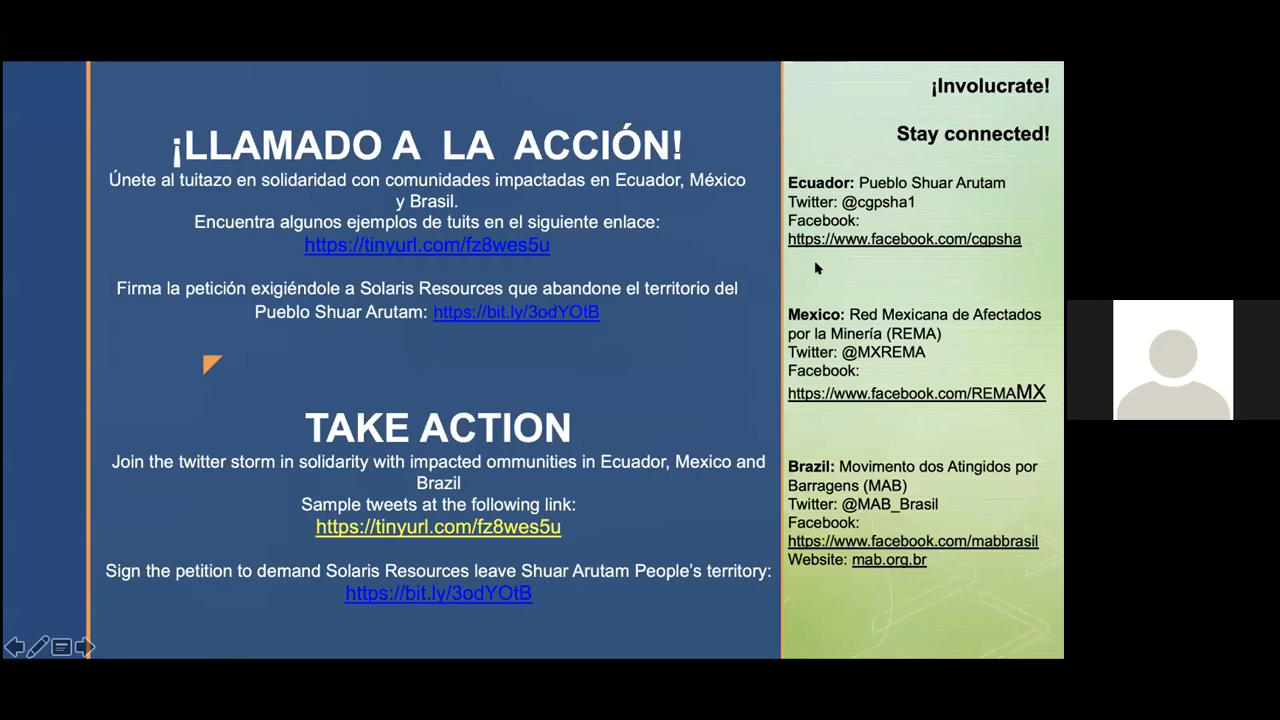 ¡LLAMADO A LA ACCIÓN!
Únete al tuitazo en solidaridad con comunidades impactadas en Ecuador, México
y Brasil.
Encuentra algunos ejemplos de tuits en el siguiente enlace:
https://tinyurl.com/fz8wes5u
Firma la petición exigiéndole a Solaris Resources que abandone el territorio del
Pueblo Shuar Arutam: https://bit.ly/3odYOtB
TAKE ACTION
Join the twitter storm in solidarity with impacted ommunities in Ecuador, Mexico and
Brazil
Sample tweets at the following link:
https://tinyurl.com/fz8wes5u
Sign the petition to demand Solaris Resources leave Shuar Arutam People's territory:
https://bit.ly/3odYOtB
¡Involucrate!
Stay connected!
Ecuador: Pueblo Shuar Arutam
Twitter: @cgpsha1
Facebook:
https://www.facebook.com/cgpsha
Mexico: Red Mexicana de Afectados
por la Minería (REMA)
Twitter: @MXREMA
Facebook:
https://www.facebook.com/REMAMX
Brazil: Movimento dos Atingidos por
Barragens (MAB)
Twitter: @MAB_Brasil
Facebook:
https://www.facebook.com/mabbrasil
Website: mab.org.br